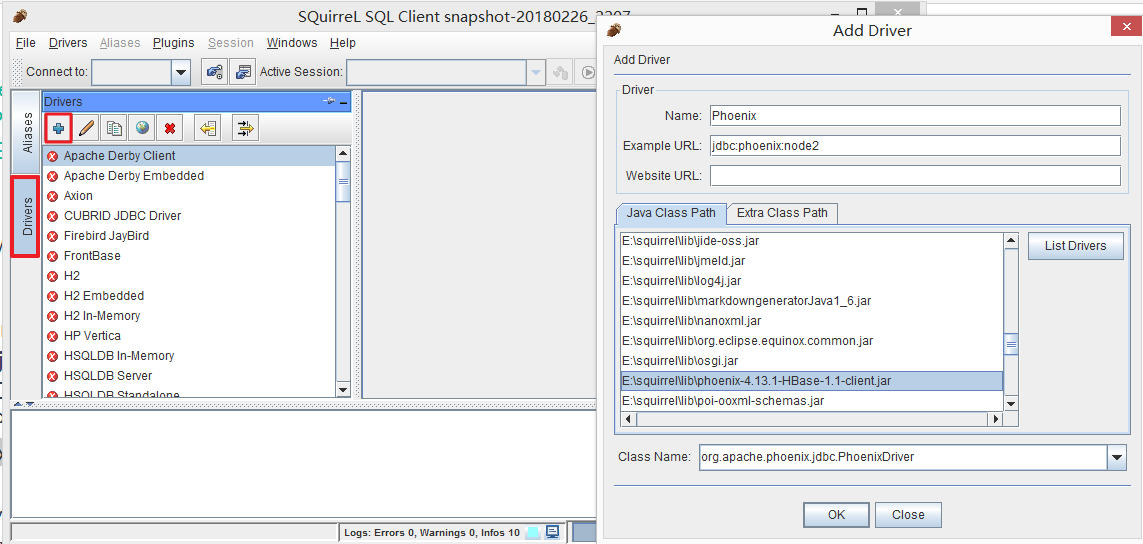 SQuirreL SQL Client snapshot-20180226_2207
File Drivers Aliases Plugins Session Windows Help
Connect to: Active Session:
Aliases
Drivers
Drivers
Apache Derby Client
Apache Derby Embedded
Axion
CUBRID JDBC Driver
Firebird JayBird
FrontBase
H2
H2 Embedded
H2 In-Memory
HP Vertica
HSQLDB In-Memory
HSQLDB Server
HSQLDB Standalone
Logs: Errors 0, Warnings 0, Infos 10
Add Driver
Add Driver
Driver
Name: Phoenix
Example URL: jdbc:phoenix:node2
Website URL:
Java Class Path Extra Class Path
E:\squirrel\lib\jide-oss.jar
E:\squirrel\lib\jmeld.jar
E:\squirrel\lib\log4j.jar
E:\squirrel\lib\markdowngeneratorJava1_6.jar
E:\squirrel\lib\nanoxml.jar
E:\squirrel\lib\org.eclipse.equinox.common.jar
E:\squirrel\lib\osgi.jar
E:\squirrel\lib\phoenix-4.13.1-HBase-1.1-client.jar
E:\squirrel\lib\poi-ooxml-schemas.jar
List Drivers
Class Name: org.apache.phoenix.jdbc.PhoenixDriver
OK Close